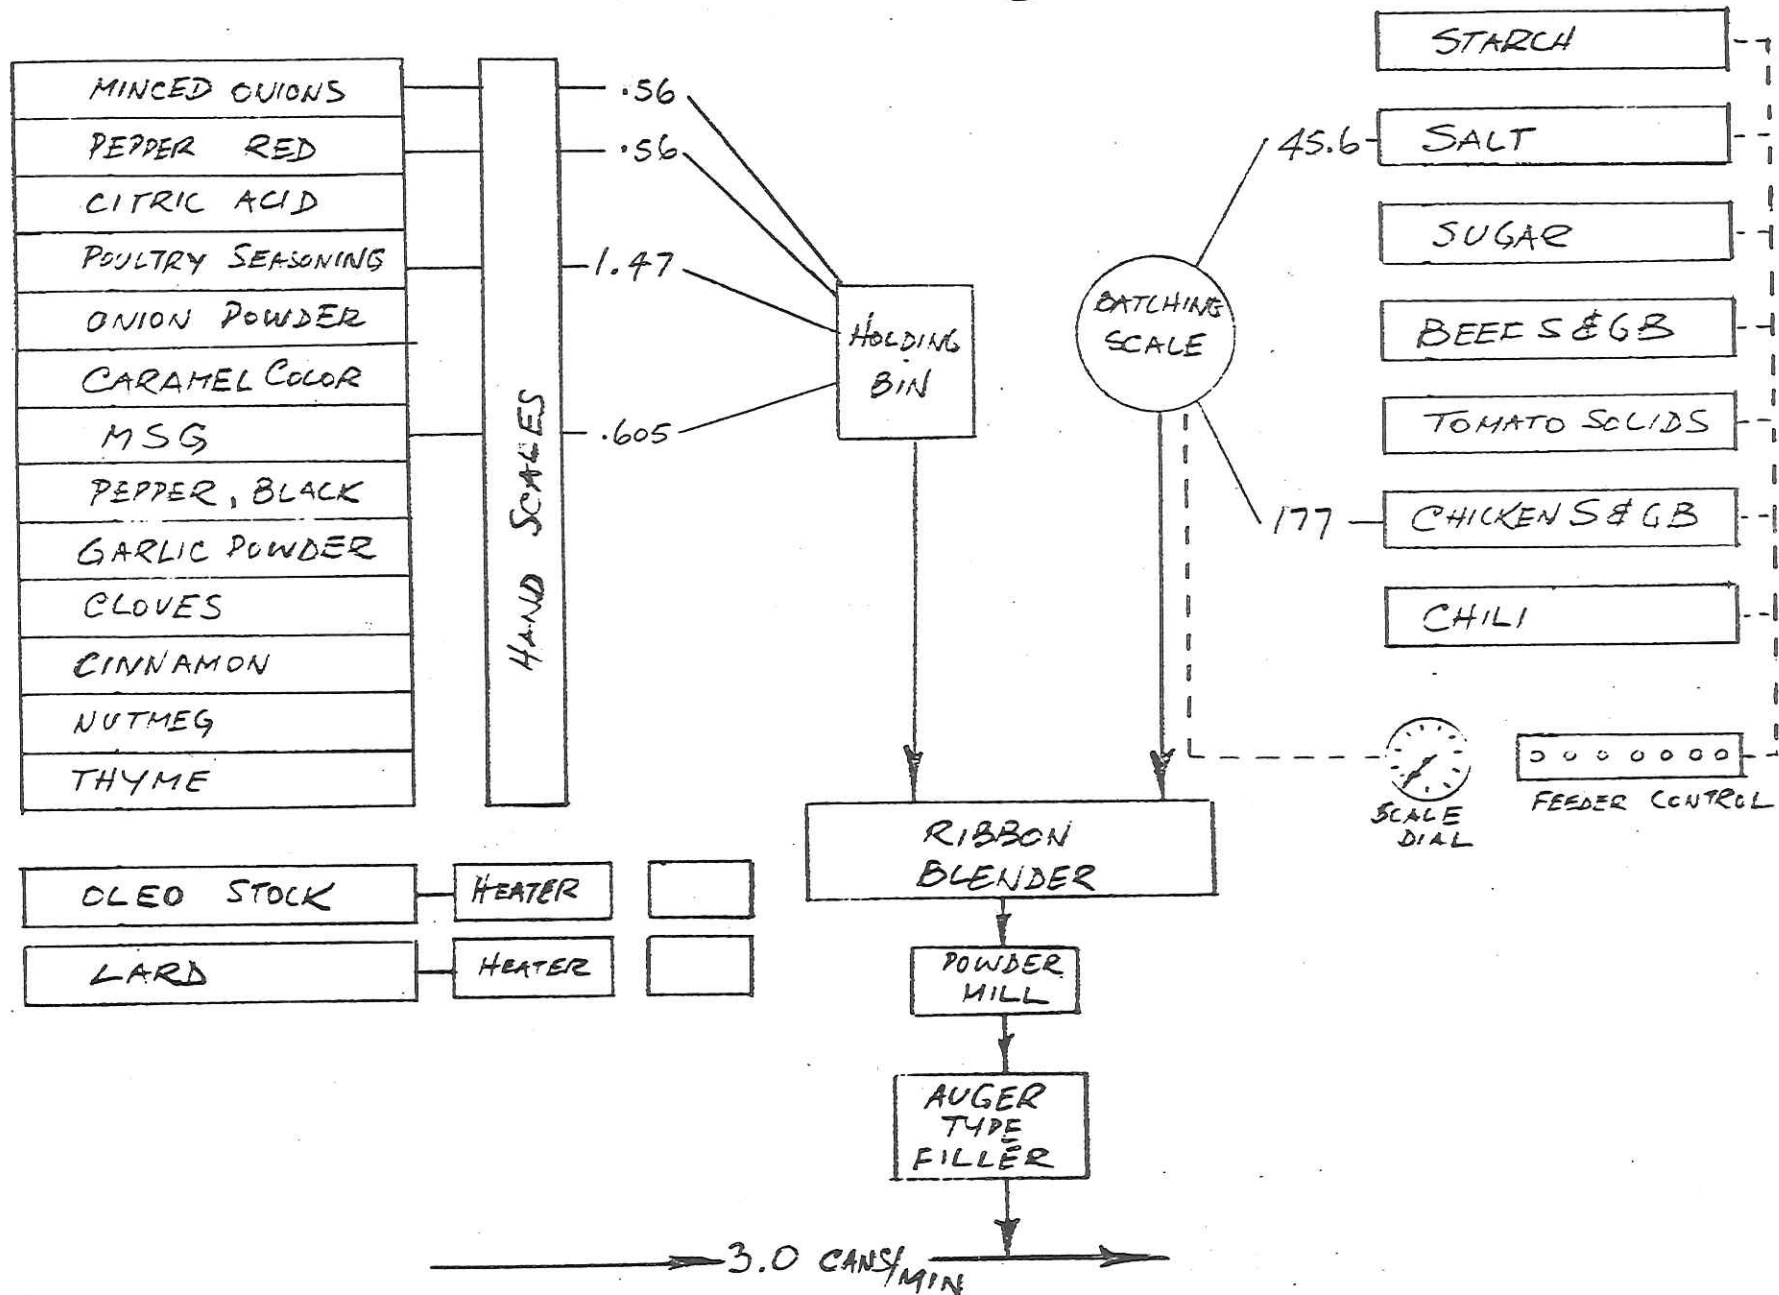 MINCED ONIONS
PEPPER RED
CITRIC ACID
POULTRY SEASONING
ONION POWDER
CARAMEL COLOR
MSG
PEPPER, BLACK
GARLIC POWDER
CLOVES
CINNAMON
NUTMEG
THYME
HAND SCALES
.56
.56
1.47
.605
HOLDING
BIN
BATCHING
SCALE
45.6
177
STARCH
SALT
SUGAR
BEEF S & GB
TOMATO SOLIDS
CHICKEN S & GB
CHILI
SCALE
DIAL
FEEDER CONTROL
OLEO STOCK
HEATER
LARD
HEATER
RIBBON
BLENDER
POWDER
MILL
AUGER
TYPE
FILLER
3.0 CANS/MIN